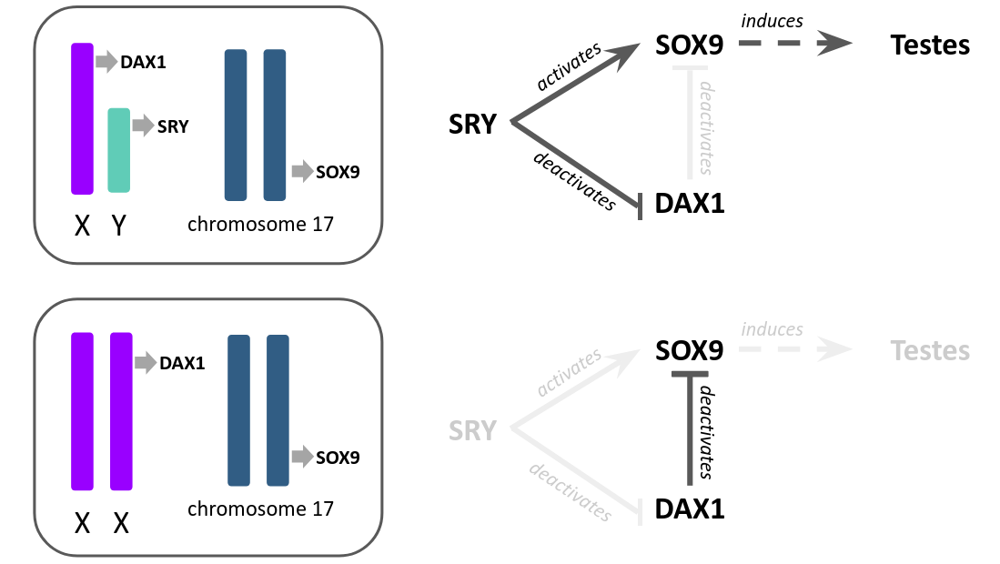 DAX1
SRY
SOX9
X Y
chromosome 17
activates
SOX9
induces
Testes
SRY
deactivates
deactivates
DAX1
DAX1
SOX9
X X
chromosome 17
activates
SOX9
induces
Testes
SRY
deactivates
deactivates
DAX1